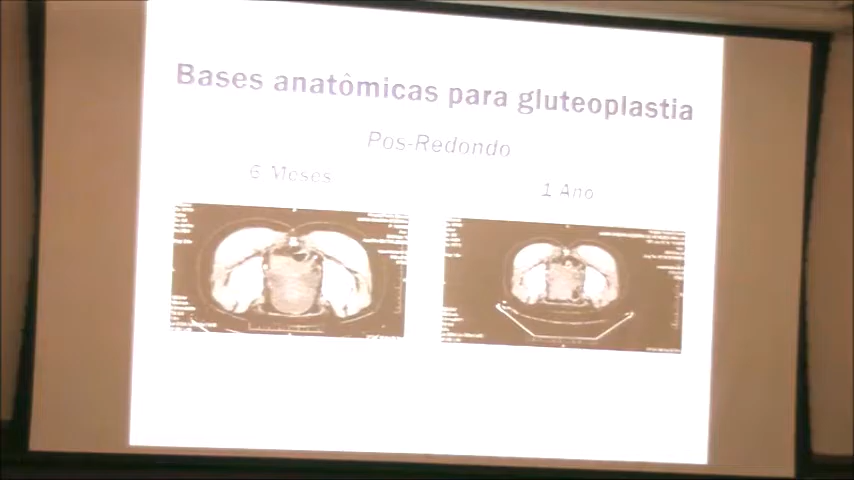 Bases anatômicas para gluteoplastia
Pos-Redondo
6 Meses
1 Ano